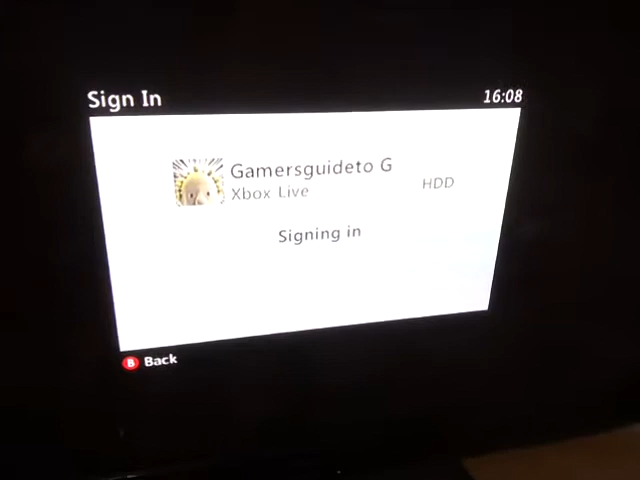 Sign In
16:08
Gamersguideto G
Xbox Live
HDD
Signing in
B Back